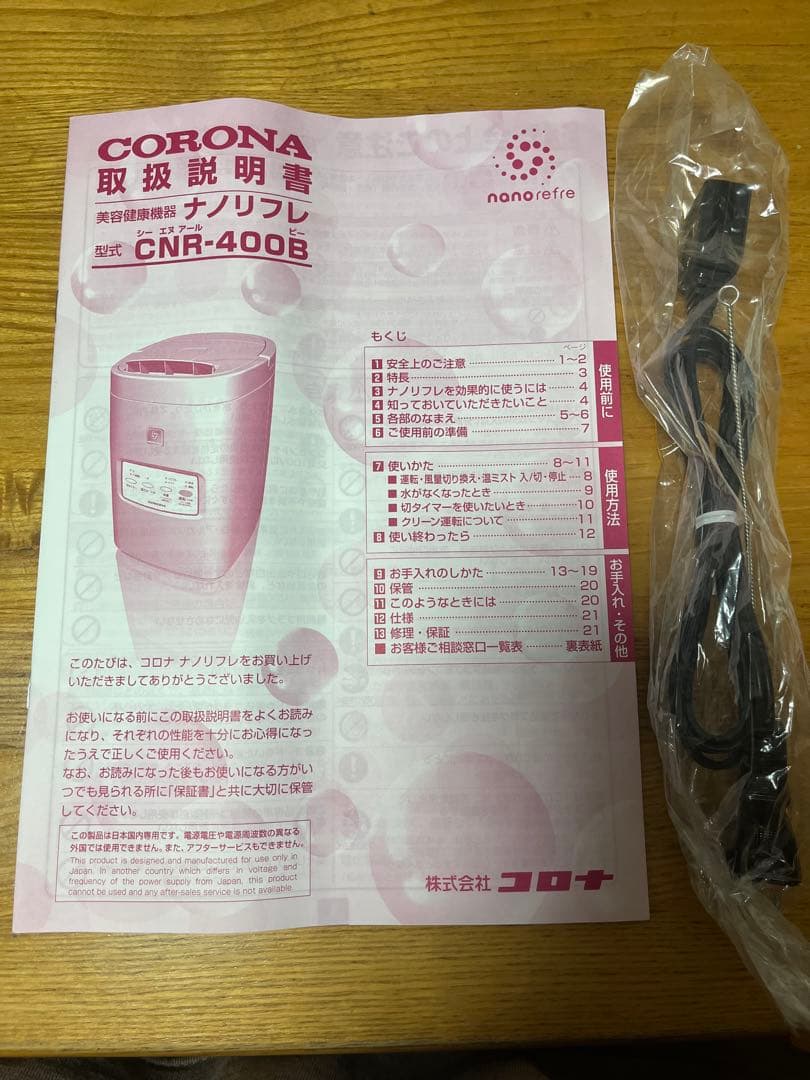 CORONA
取扱説明書
美容健康機器 ナノリフレ
シー エヌ アール ビー
型式 CNR-400B
nanorefre
もくじ
ページ
1 安全上のご注意 1〜2
2 特長 3
3 ナノリフレを効果的に使うには 4
4 知っておいていただきたいこと 4
5 各部のなまえ 5〜6
6 ご使用前の準備 7
使用前に
7 使いかた 8〜11
■ 運転・風量切り換え・温ミスト 入/切・停止 8
■ 水がなくなったとき 9
■ 切タイマーを使いたいとき 10
■ クリーン運転について 11
8 使い終わったら 12
使用方法
9 お手入れのしかた 13〜19
10 保管 20
11 このようなときには 20
12 仕様 21
13 修理・保証 21
■ お客様ご相談窓口一覧表 裏表紙
お手入れ・その他
このたびは、コロナ ナノリフレをお買い上げ
いただきましてありがとうございました。
お使いになる前にこの取扱説明書をよくお読み
になり、それぞれの性能を十分にお心得になっ
たうえで正しくご使用ください。
なお、お読みになった後もお使いになる方がい
つでも見られる所に「保証書」と共に大切に保管
してください。
この製品は日本国内専用です。電源電圧や電源周波数の異なる
外国では使用できません。また、アフターサービスもできません。
This product is designed and manufactured for use only in
Japan. In another country which differs in voltage and
frequency of the power supply from Japan, this product
cannot be used and any after-sales service is not available.
株式会社 コロナ